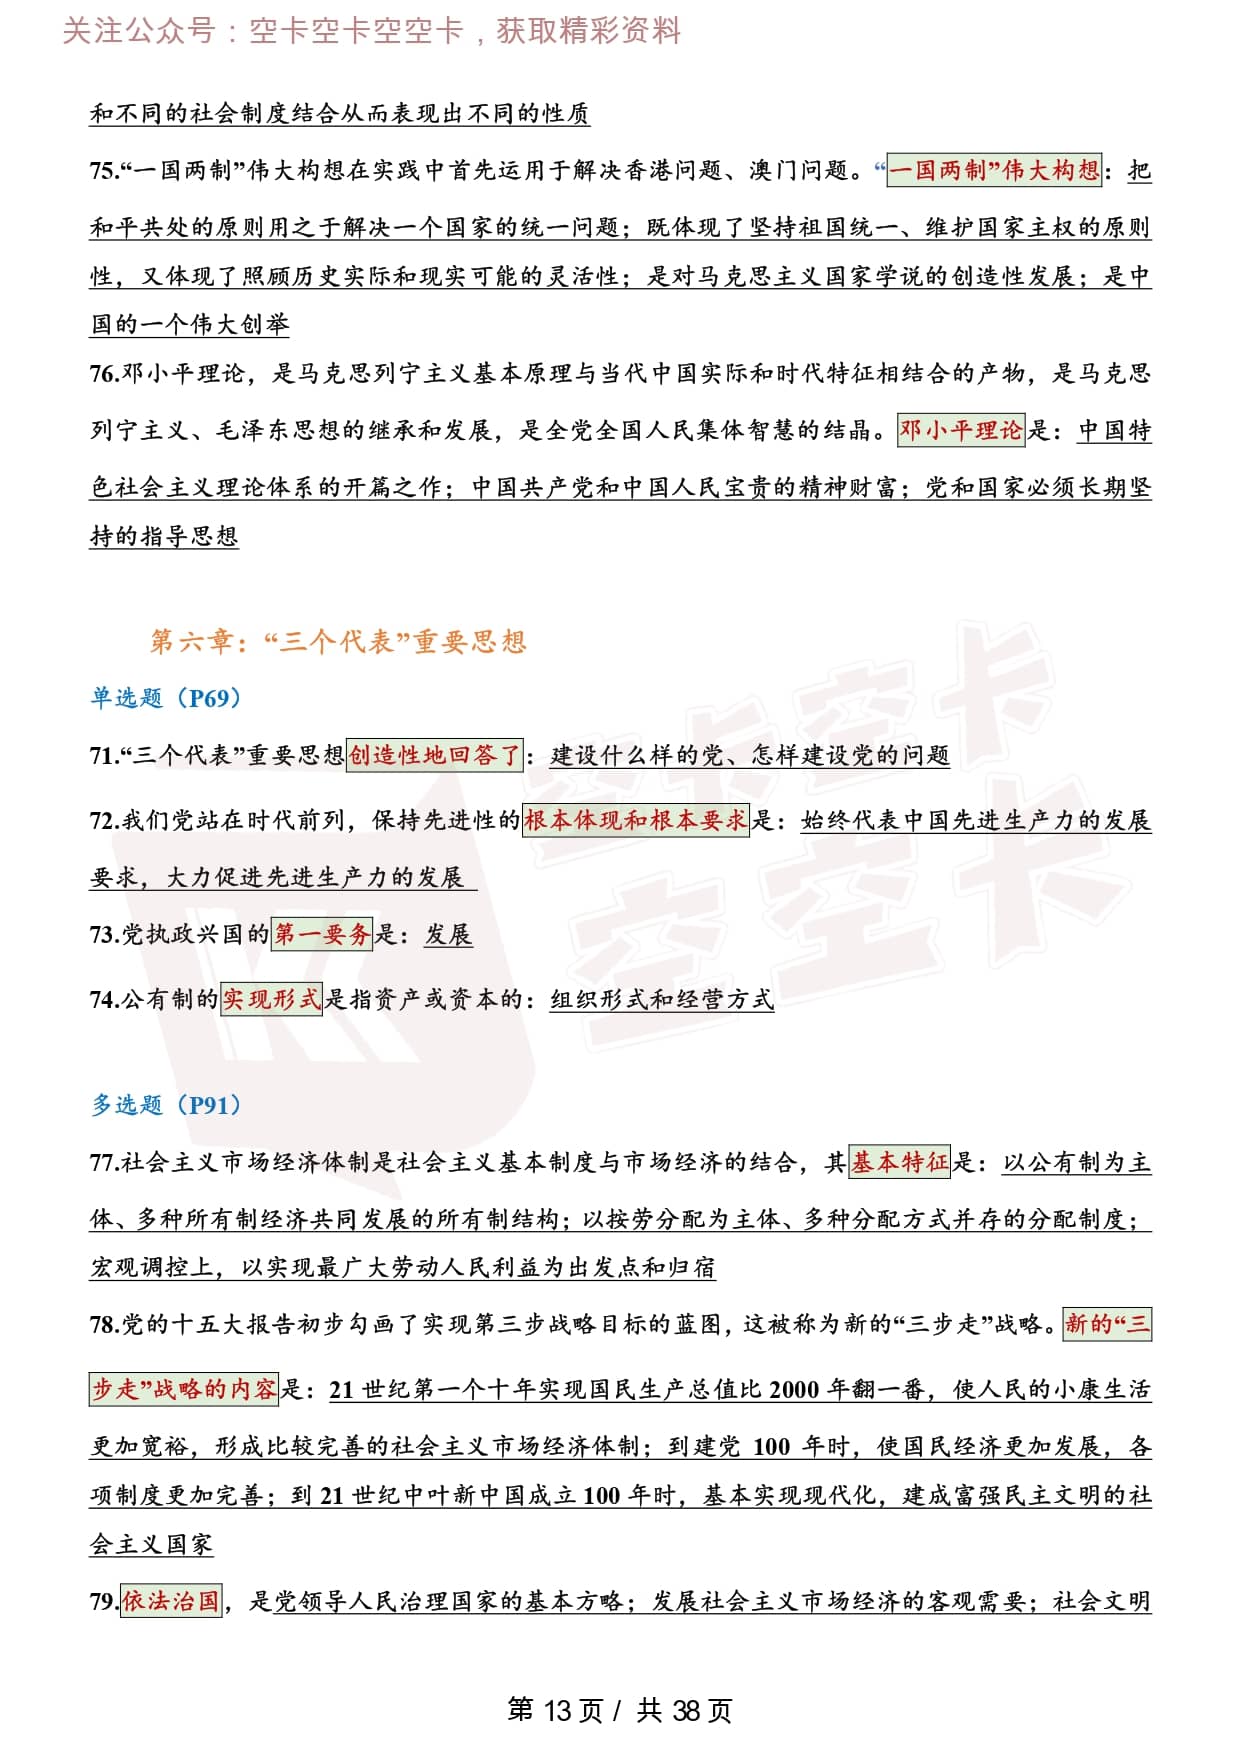 关注公众号：空卡空卡空空卡，获取精彩资料
和不同的社会制度结合从而表现出不同的性质
75.“一国两制”伟大构想在实践中首先运用于解决香港问题、澳门问题。“一国两制”伟大构想：把
和平共处的原则用之于解决一个国家的统一问题；既体现了坚持祖国统一、维护国家主权的原则
性，又体现了照顾历史实际和现实可能的灵活性；是对马克思主义国家学说的创造性发展；是中
国的一个伟大创举
76.邓小平理论，是马克思列宁主义基本原理与当代中国实际和时代特征相结合的产物，是马克思
列宁主义、毛泽东思想的继承和发展，是全党全国人民集体智慧的结晶。邓小平理论是：中国特
色社会主义理论体系的开篇之作；中国共产党和中国人民宝贵的精神财富；党和国家必须长期坚
持的指导思想
第六章：“三个代表”重要思想
单选题（P69）
71.“三个代表”重要思想创造性地回答了：建设什么样的党、怎样建设党的问题
72.我们党站在时代前列，保持先进性的根本体现和根本要求是：始终代表中国先进生产力的发展
要求，大力促进先进生产力的发展
73.党执政兴国的第一要务是：发展
74.公有制的实现形式是指资产或资本的：组织形式和经营方式
多选题（P91）
77.社会主义市场经济体制是社会主义基本制度与市场经济的结合，其基本特征是：以公有制为主
体、多种所有制经济共同发展的所有制结构；以按劳分配为主体、多种分配方式并存的分配制度；
宏观调控上，以实现最广大劳动人民利益为出发点和归宿
78.党的十五大报告初步勾画了实现第三步战略目标的蓝图，这被称为新的“三步走”战略。新的“三
步走”战略的内容是：21 世纪第一个十年实现国民生产总值比 2000 年翻一番，使人民的小康生活
更加宽裕，形成比较完善的社会主义市场经济体制；到建党 100 年时，使国民经济更加发展，各
项制度更加完善；到 21 世纪中叶新中国成立 100 年时，基本实现现代化，建成富强民主文明的社
会主义国家
79.依法治国，是党领导人民治理国家的基本方略；发展社会主义市场经济的客观需要；社会文明
空卡空卡
空空卡
第 13 页 / 共 38 页